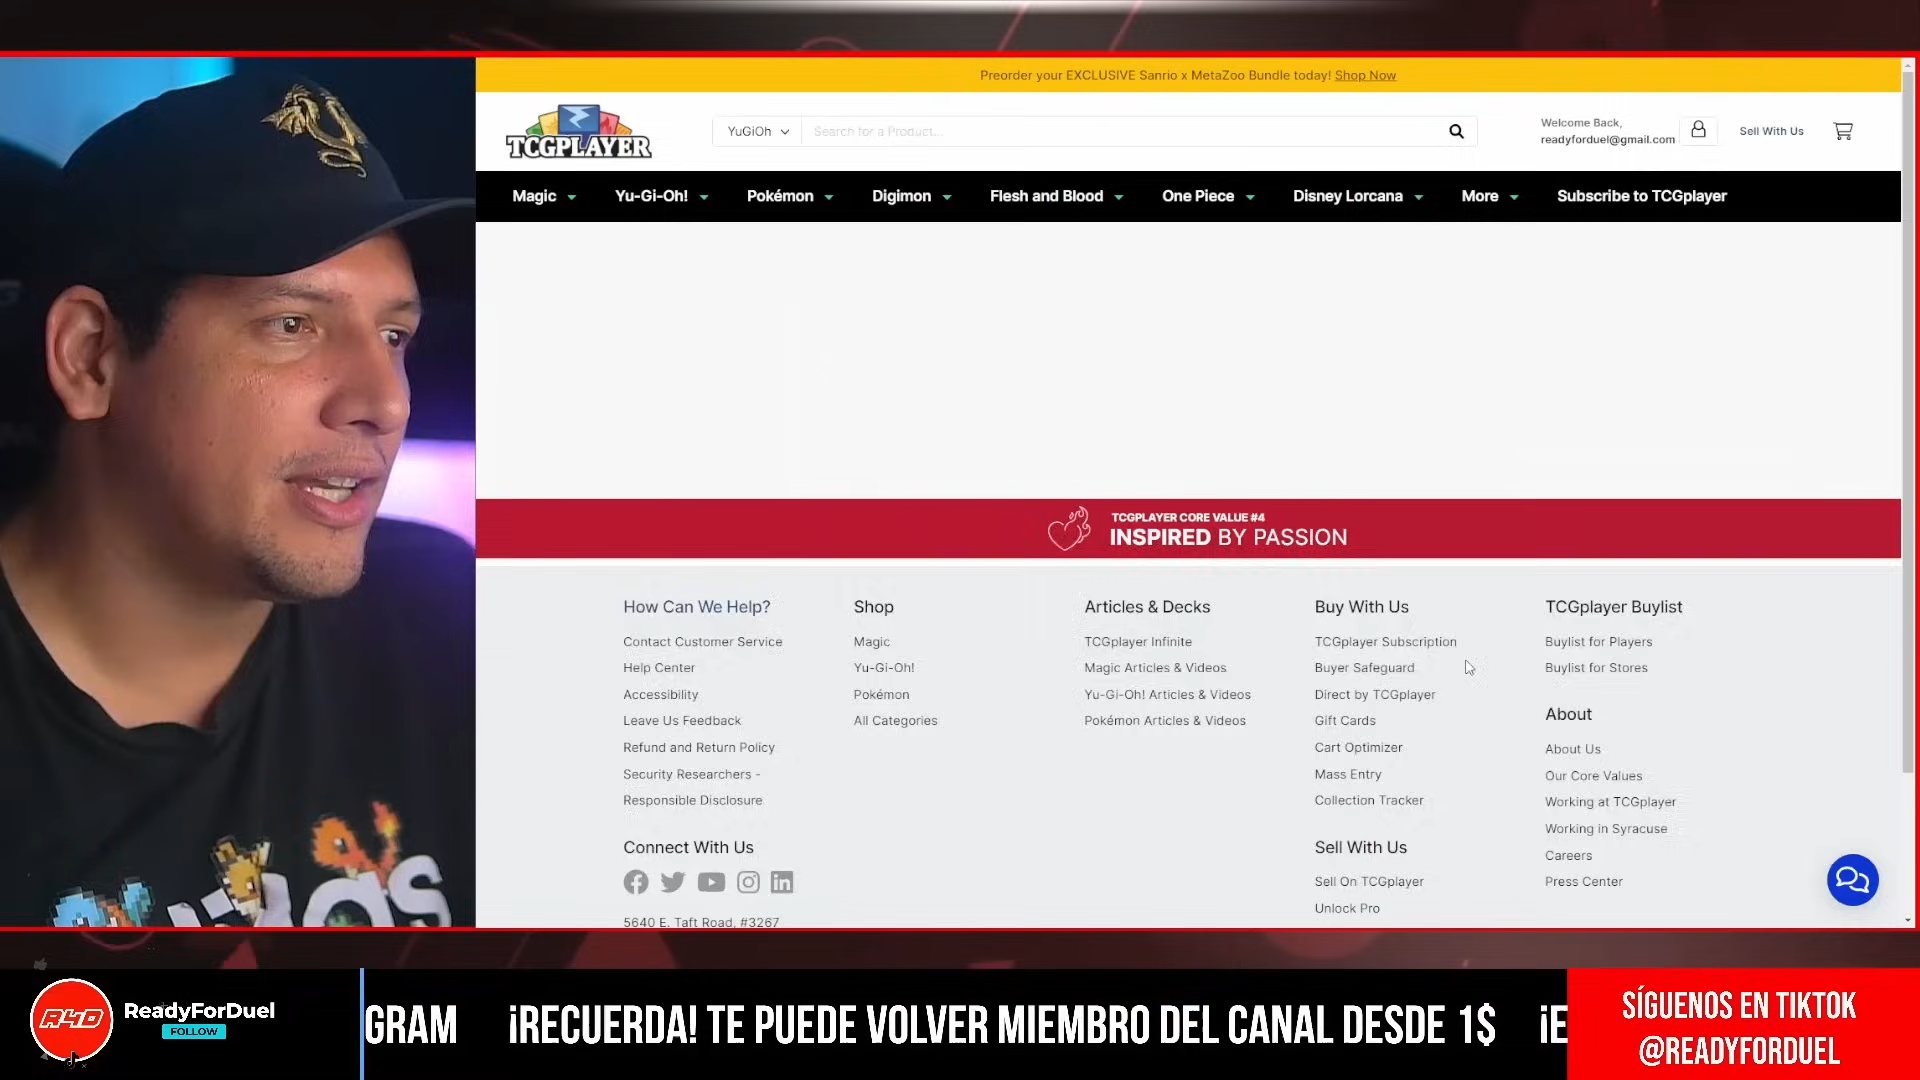 Preorder your EXCLUSIVE Sanrio x MetaZoo Bundle today! Shop Now
TCGPLAYER
YuGiOh
Search for a Product...
Welcome Back,
readyforduel@gmail.com
Sell With Us
Magic
Yu-Gi-Oh!
Pokémon
Digimon
Flesh and Blood
One Piece
Disney Lorcana
More
Subscribe to TCGplayer
TCGPLAYER CORE VALUE #4
INSPIRED BY PASSION
How Can We Help?
Contact Customer Service
Help Center
Accessibility
Leave Us Feedback
Refund and Return Policy
Security Researchers -
Responsible Disclosure
Connect With Us
5640 E. Taft Road, #3267
Shop
Magic
Yu-Gi-Oh!
Pokémon
All Categories
Articles & Decks
TCGplayer Infinite
Magic Articles & Videos
Yu-Gi-Oh! Articles & Videos
Pokémon Articles & Videos
Buy With Us
TCGplayer Subscription
Buyer Safeguard
Direct by TCGplayer
Gift Cards
Cart Optimizer
Mass Entry
Collection Tracker
Sell With Us
Sell On TCGplayer
Unlock Pro
TCGplayer Buylist
Buylist for Players
Buylist for Stores
About
About Us
Our Core Values
Working at TCGplayer
Working in Syracuse
Careers
Press Center
R4D
ReadyForDuel
FOLLOW
GRAM ¡RECUERDA! TE PUEDE VOLVER MIEMBRO DEL CANAL DESDE 1$ ¡E
SÍGUENOS EN TIKTOK
@READYFORDUEL